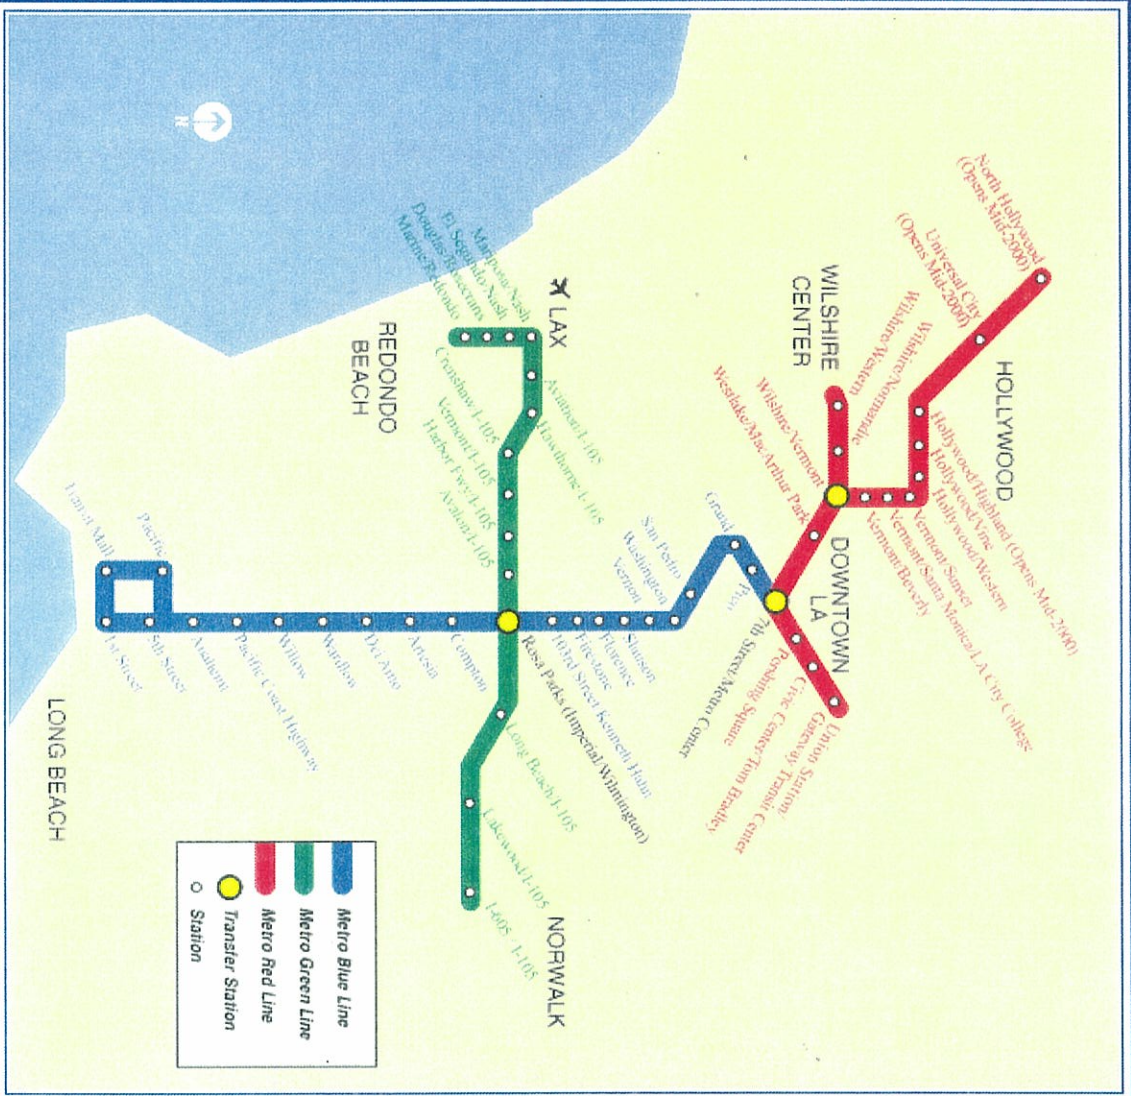 North Hollywood
(Opens Mid-2000)
Universal City
(Opens Mid-2000)
HOLLYWOOD
Hollywood/Highland (Opens Mid-2000)
Hollywood/Vine
Hollywood/Western
Vermont/Sunset
Vermont/Santa Monica/LA City College
Vermont/Beverly
WILSHIRE
CENTER
Wilshire/Western
Wilshire/Normandie
Wilshire/Vermont
Westlake/MacArthur Park
DOWNTOWN
LA
Union Station/
Gateway Transit Center
Civic Center/Tom Bradley
Pershing Square
7th Street/Metro Center
Pico
Grand
San Pedro
Washington
Vernon
Slauson
Florence
Firestone
103rd Street Kenneth Hahn
Rosa Parks (Imperial/Wilmington)
LAX
Mariposa/Nash
El Segundo/Nash
Douglas/Rosecrans
Marine/Redondo
REDONDO
BEACH
Aviation/I-105
Hawthorne/I-105
Crenshaw/I-105
Vermont/I-105
Harbor Fwy/I-105
Avalon/I-105
Long Beach/I-105
Lakewood/I-105
I-605 / I-105
NORWALK
Compton
Artesia
Del Amo
Wardlow
Willow
Pacific Coast Highway
Anaheim
5th Street
1st Street
Pacific
Transit Mall
LONG BEACH
N
Metro Blue Line
Metro Green Line
Metro Red Line
Transfer Station
Station